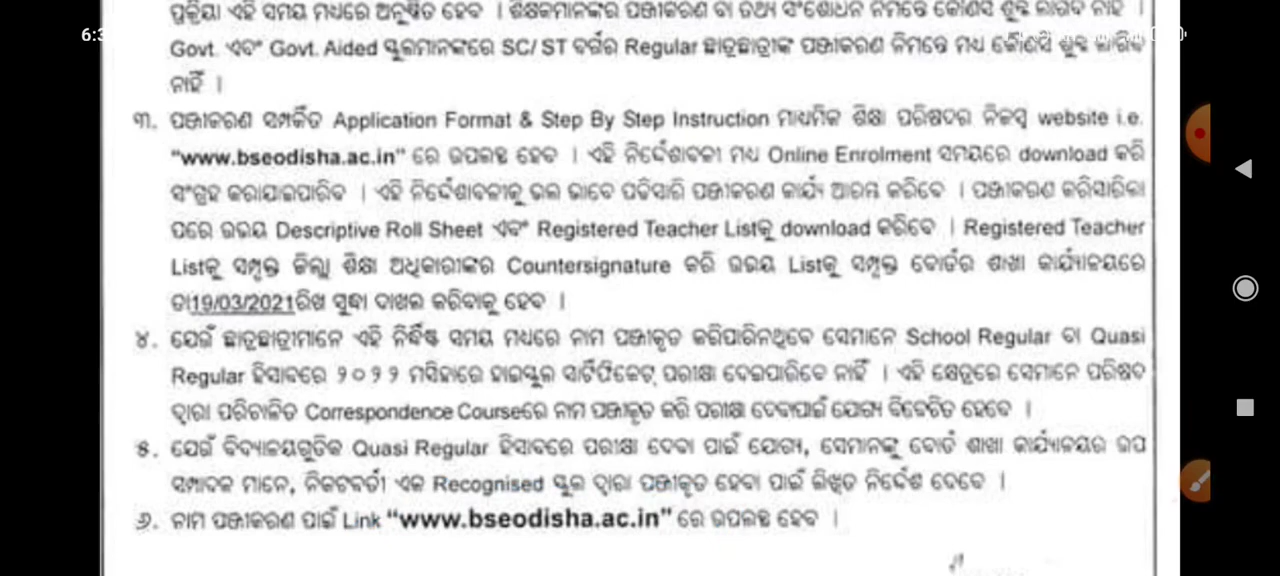 ପ୍ରକ୍ରିୟା ଏହି ସମୟ ମଧ୍ୟରେ ଅନୁଷ୍ଠିତ ହେବ । ଶିକ୍ଷକମାନଙ୍କର ପଞ୍ଜୀକରଣ ବା ତଥ୍ୟ ସଂଶୋଧନ ନିମନ୍ତେ କୌଣସି ଶୁଳ୍କ ଲାଗିବ ନାହିଁ ।
Govt. ଏବଂ Govt. Aided ସ୍କୁଲମାନଙ୍କରେ SC/ ST ବର୍ଗର Regular ଛାତ୍ରଛାତ୍ରୀଙ୍କ ପଞ୍ଜୀକରଣ ନିମନ୍ତେ ମଧ୍ୟ କୌଣସି ଶୁଳ୍କ ଲାଗିବ
ନାହିଁ ।
୩. ପଞ୍ଜୀକରଣ ସମ୍ପର୍କିତ Application Format & Step By Step Instruction ମାଧ୍ୟମିକ ଶିକ୍ଷା ପରିଷଦର ନିଜସ୍ୱ website i.e.
"www.bseodisha.ac.in" ରେ ଉପଲବ୍ଧ ହେବ । ଏହି ନିର୍ଦ୍ଦେଶାବଳୀ ମଧ୍ୟ Online Enrolment ସମୟରେ download କରି
ସଂଗ୍ରହ କରାଯାଇପାରିବ । ଏହି ନିର୍ଦ୍ଦେଶାବଳୀକୁ ଭଲ ଭାବେ ପଢିସାରି ପଞ୍ଜୀକରଣ କାର୍ଯ୍ୟ ଆରମ୍ଭ କରିବେ । ପଞ୍ଜୀକରଣ କରିସାରିଲା
ପରେ ଉଭୟ Descriptive Roll Sheet ଏବଂ Registered Teacher Listକୁ download କରିବେ । Registered Teacher
Listକୁ ସମ୍ପୃକ୍ତ ଜିଲ୍ଲା ଶିକ୍ଷା ଅଧିକାରୀଙ୍କର Countersignature କରି ଉଭୟ Listକୁ ସମ୍ପୃକ୍ତ ବୋର୍ଡର ଶାଖା କାର୍ଯ୍ୟାଳୟରେ
ତା19/03/2021ରିଖ ସୁଦ୍ଧା ଦାଖଲ କରିବାକୁ ହେବ ।
୪. ଯେଉଁ ଛାତ୍ରଛାତ୍ରୀମାନେ ଏହି ନିର୍ଦ୍ଧିଷ୍ଟ ସମୟ ମଧ୍ୟରେ ନାମ ପଞ୍ଜୀକୃତ କରିପାରିନଥିବେ ସେମାନେ School Regular ବା Quasi
Regular ହିସାବରେ ୨୦୨୨ ମସିହାରେ ହାଇସ୍କୁଲ ସାର୍ଟିଫିକେଟ୍ ପରୀକ୍ଷା ଦେଇପାରିବେ ନାହିଁ । ଏହି କ୍ଷେତ୍ରରେ ସେମାନେ ପରିଷଦ
ଦ୍ୱାରା ପରିଚାଳିତ Correspondence Courseରେ ନାମ ପଞ୍ଜୀକୃତ କରି ପରୀକ୍ଷା ଦେବାପାଇଁ ଯୋଗ୍ୟ ବିବେଚିତ ହେବେ ।
୫. ଯେଉଁ ବିଦ୍ୟାଳୟଗୁଡିକ Quasi Regular ହିସାବରେ ପରୀକ୍ଷା ଦେବା ପାଇଁ ଯୋଗ୍ୟ, ସେମାନଙ୍କୁ ବୋର୍ଡ ଶାଖା କାର୍ଯ୍ୟାଳୟର ଉପ
ସମ୍ପାଦକ ମାନେ, ନିକଟବର୍ତୀ ଏକ Recognised ସ୍କୁଲ ଦ୍ୱାରା ପଞ୍ଜୀକୃତ ହେବା ପାଇଁ ଲିଖିତ ନିର୍ଦ୍ଦେଶ ଦେବେ ।
୬. ନାମ ପଞ୍ଜୀକରଣ ପାଇଁ Link "www.bseodisha.ac.in" ରେ ଉପଲବ୍ଧ ହେବ ।